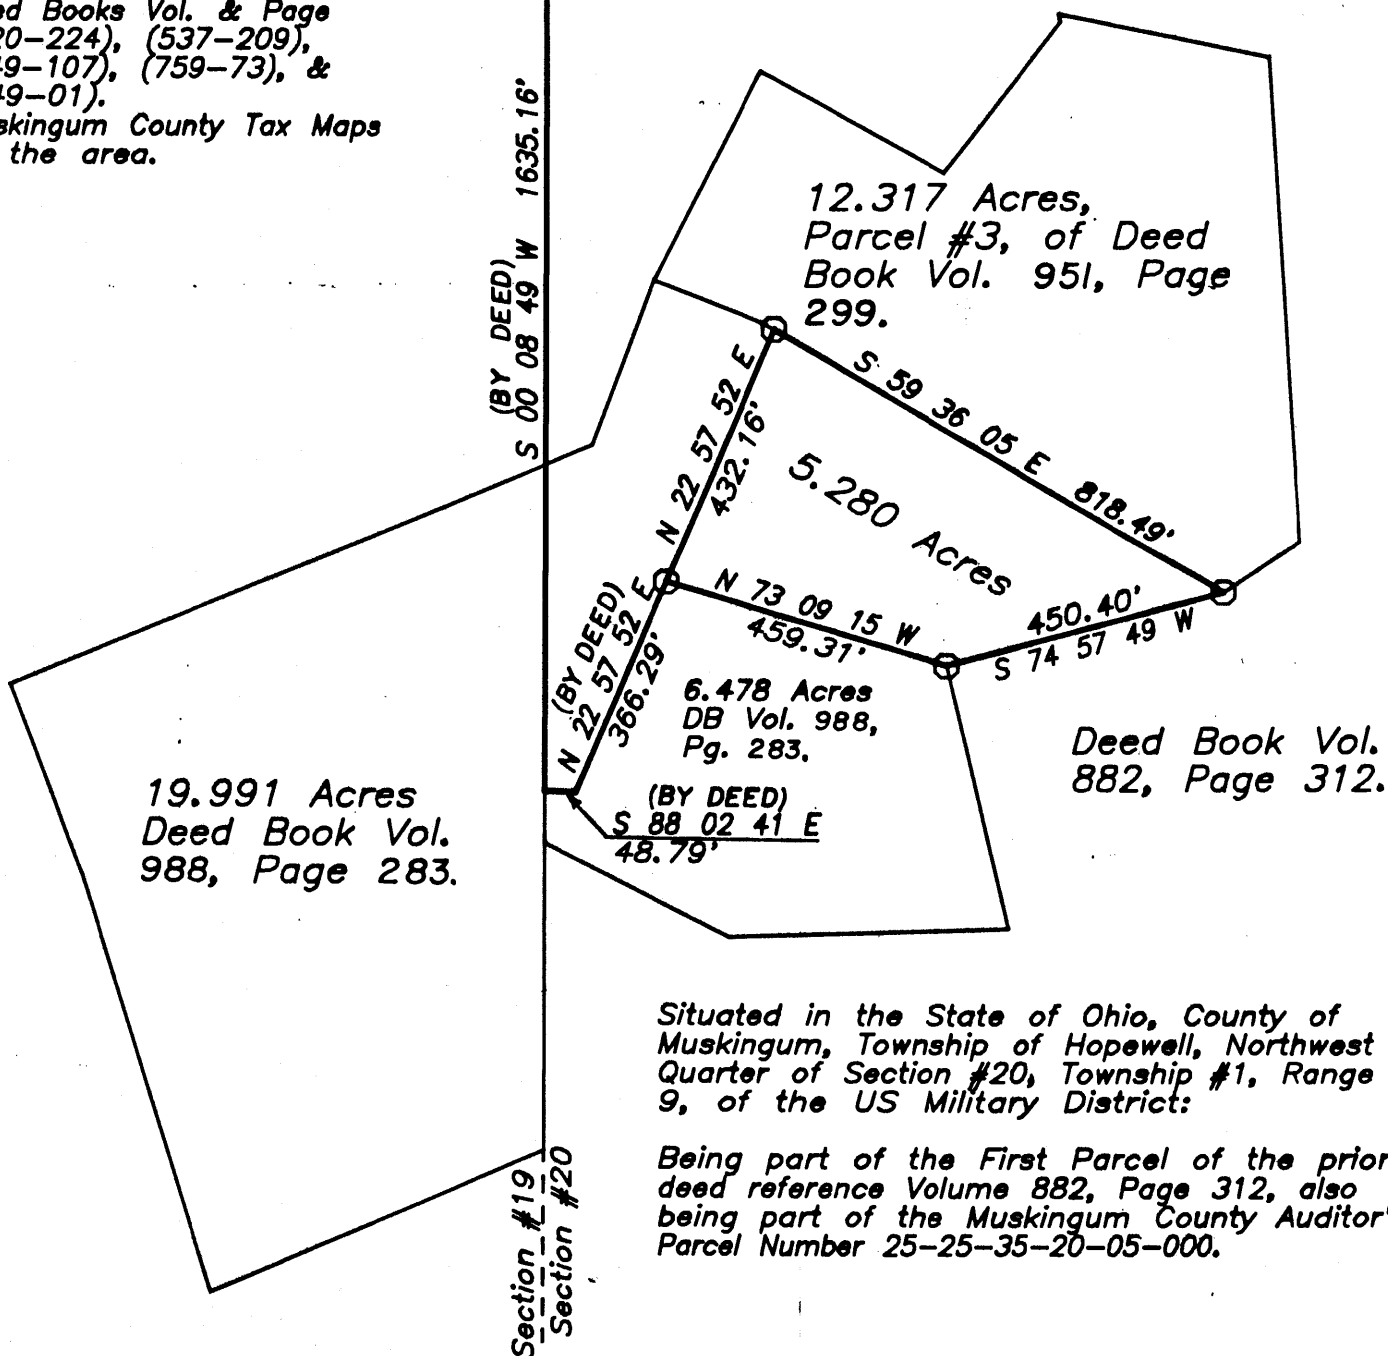 Books Vol. & Page
20-224), (537-209),
49-107), (759-73), &
49-01).
County Tax Maps
the area.
(BY DEED)
S 00 08 49 W 1635.16'
12.317 Acres,
Parcel #3, of Deed
Book Vol. 951, Page
299.
N 22 57 52 E
432.16'
S 59 36 05 E 818.49'
5.280 Acres
N 73 09 15 W
459.31'
450.40'
S 74 57 49 W
(BY DEED)
N 22 57 52 E
366.29'
6.478 Acres
DB Vol. 988,
Pg. 283.
(BY DEED)
S 88 02 41 E
48.79'
Deed Book Vol.
882, Page 312.
19.991 Acres
Deed Book Vol.
988, Page 283.
Situated in the State of Ohio, County of
Muskingum, Township of Hopewell, Northwest
Quarter of Section #20, Township #1, Range
9, of the US Military District:
Being part of the First Parcel of the prior
deed reference Volume 882, Page 312, also
being part of the Muskingum County Auditor'
Parcel Number 25-25-35-20-05-000.
Section #19
Section #20